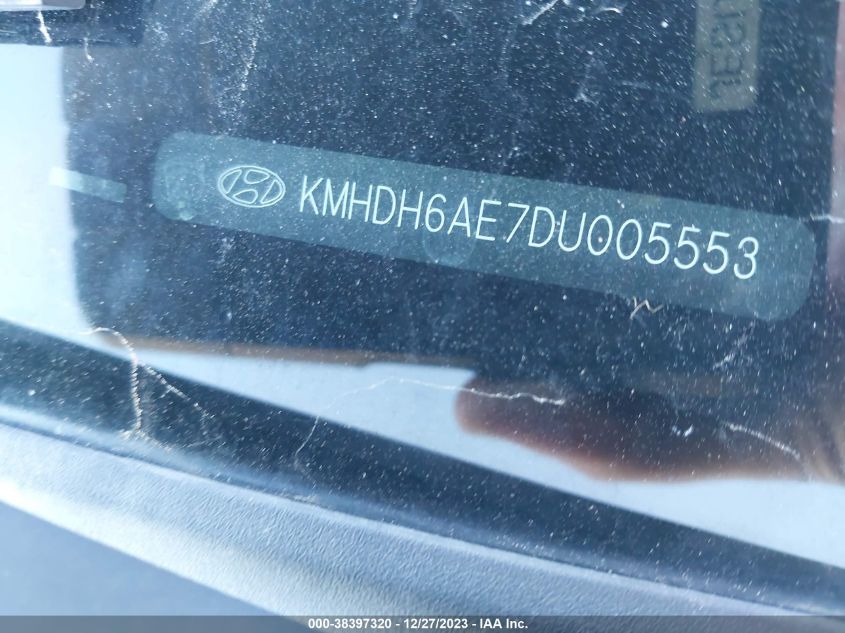 KMHDH6AE7DU005553
000-38397320 - 12/27/2023 - IAA Inc.